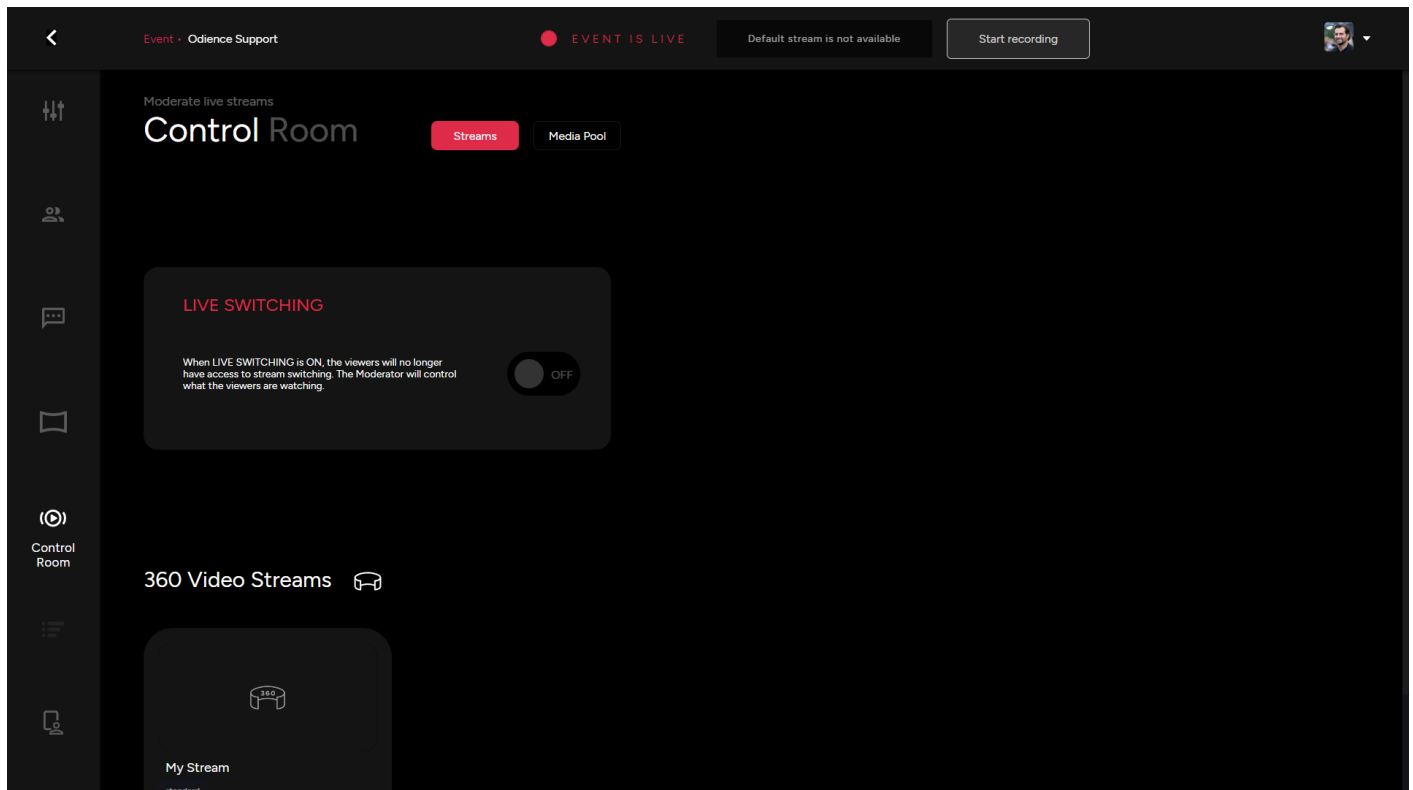 Event • Odience Support
EVENT IS LIVE
Default stream is not available
Start recording
Moderate live streams
Control Room
Streams
Media Pool
LIVE SWITCHING
When LIVE SWITCHING is ON, the viewers will no longer
have access to stream switching. The Moderator will control
what the viewers are watching.
OFF
Control
Room
360 Video Streams
360
My Stream